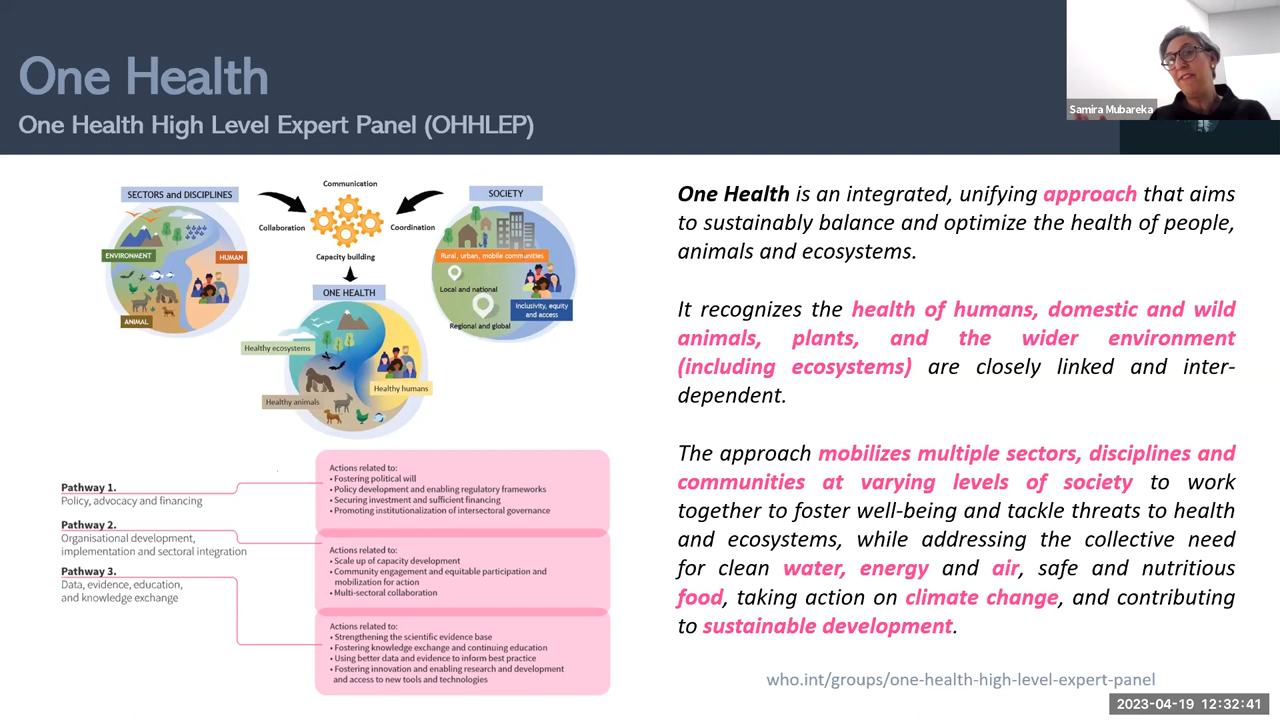 One Health
One Health High Level Expert Panel (OHHLEP)
Samira Mubareka
SECTORS and DISCIPLINES
Communication
SOCIETY
Collaboration
Coordination
Capacity building
ENVIRONMENT
HUMAN
ANIMAL
Rural, urban, mobile communities
Local and national
Inclusivity, equity
and access
Regional and global
ONE HEALTH
Healthy ecosystems
Healthy humans
Healthy animals
Pathway 1.
Policy, advocacy and financing
Pathway 2.
Organisational development,
implementation and sectoral integration
Pathway 3.
Data, evidence, education,
and knowledge exchange
Actions related to:
• Fostering political will
• Policy development and enabling regulatory frameworks
• Securing investment and sufficient financing
• Promoting institutionalization of intersectoral governance
Actions related to:
• Scale up of capacity development
• Community engagement and equitable participation and
mobilization for action
• Multi-sectoral collaboration
Actions related to:
• Strengthening the scientific evidence base
• Fostering knowledge exchange and continuing education
• Using better data and evidence to inform best practice
• Fostering innovation and enabling research and development
and access to new tools and technologies
One Health is an integrated, unifying approach that aims
to sustainably balance and optimize the health of people,
animals and ecosystems.
It recognizes the health of humans, domestic and wild
animals, plants, and the wider environment
(including ecosystems) are closely linked and inter-
dependent.
The approach mobilizes multiple sectors, disciplines and
communities at varying levels of society to work
together to foster well-being and tackle threats to health
and ecosystems, while addressing the collective need
for clean water, energy and air, safe and nutritious
food, taking action on climate change, and contributing
to sustainable development.
who.int/groups/one-health-high-level-expert-panel
2023-04-19 12:32:41